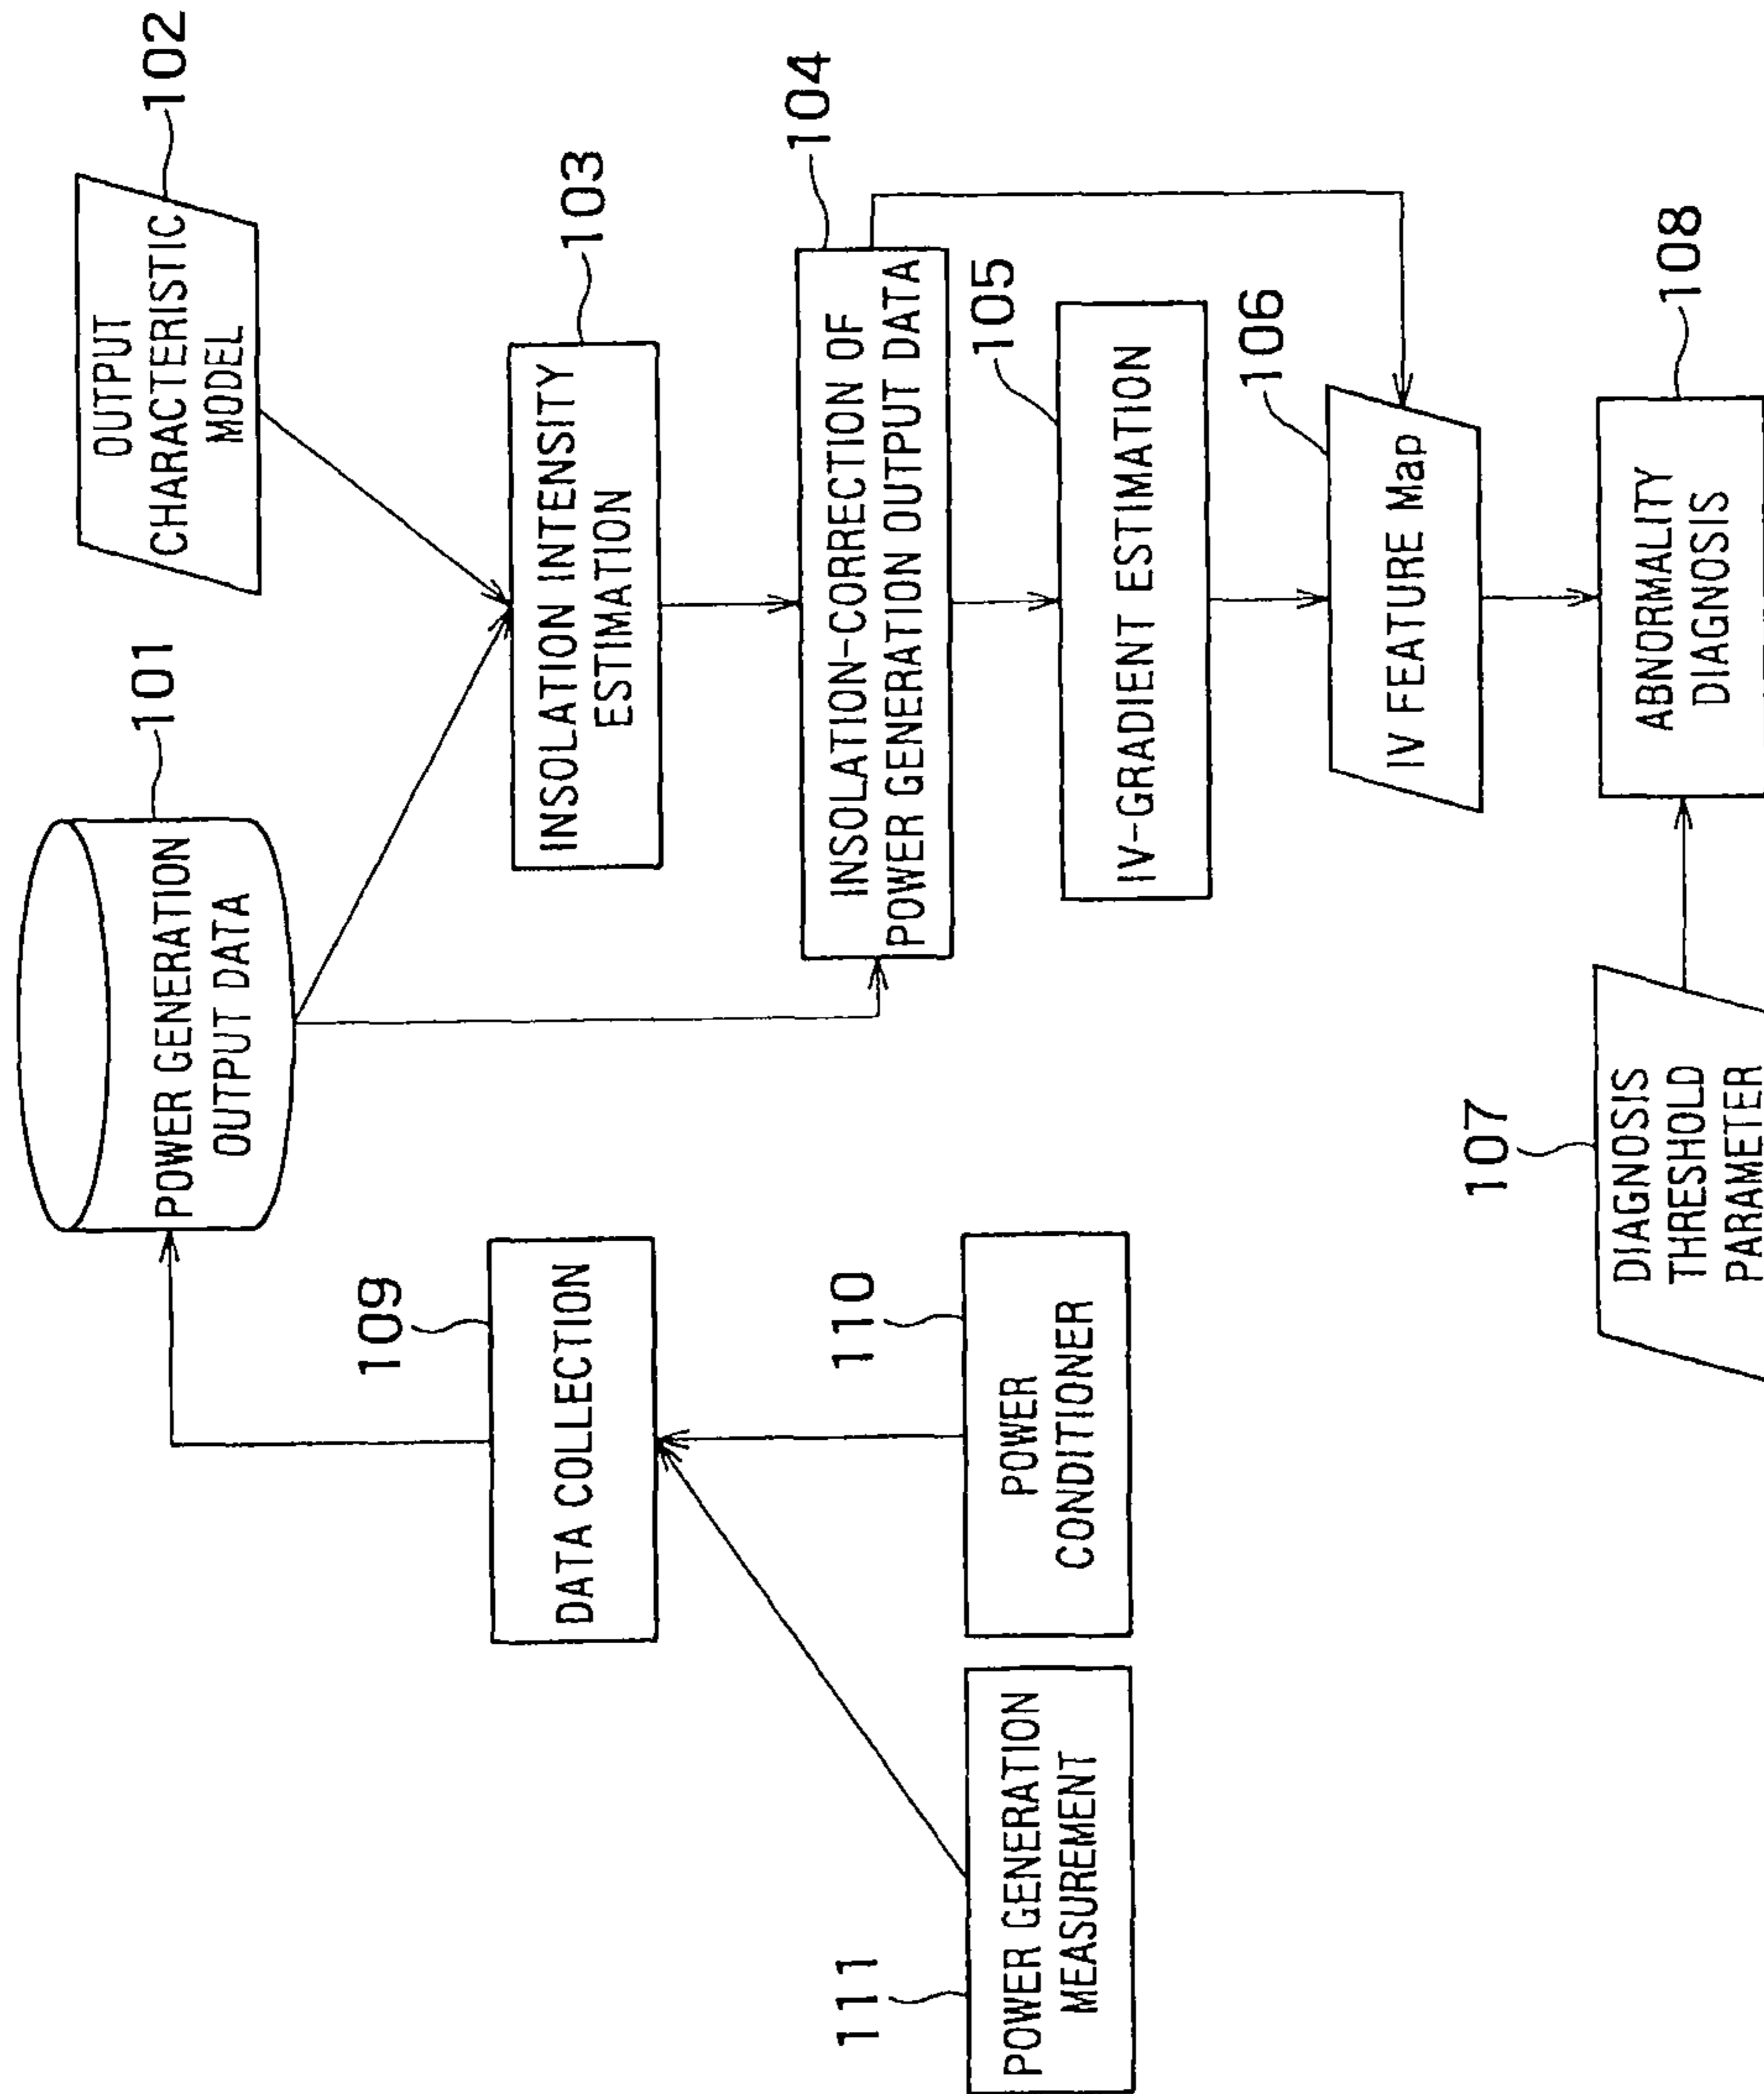 101
POWER GENERATION
OUTPUT DATA
102
OUTPUT
CHARACTERISTIC
MODEL
103
INSOLATION INTENSITY
ESTIMATION
104
INSOLATION-CORRECTION OF
POWER GENERATION OUTPUT DATA
105
IV-GRADIENT ESTIMATION
106
IV FEATURE Map
107
DIAGNOSIS
THRESHOLD
PARAMETER
108
ABNORMALITY
DIAGNOSIS
109
DATA COLLECTION
110
POWER
CONDITIONER
111
POWER GENERATION
MEASUREMENT